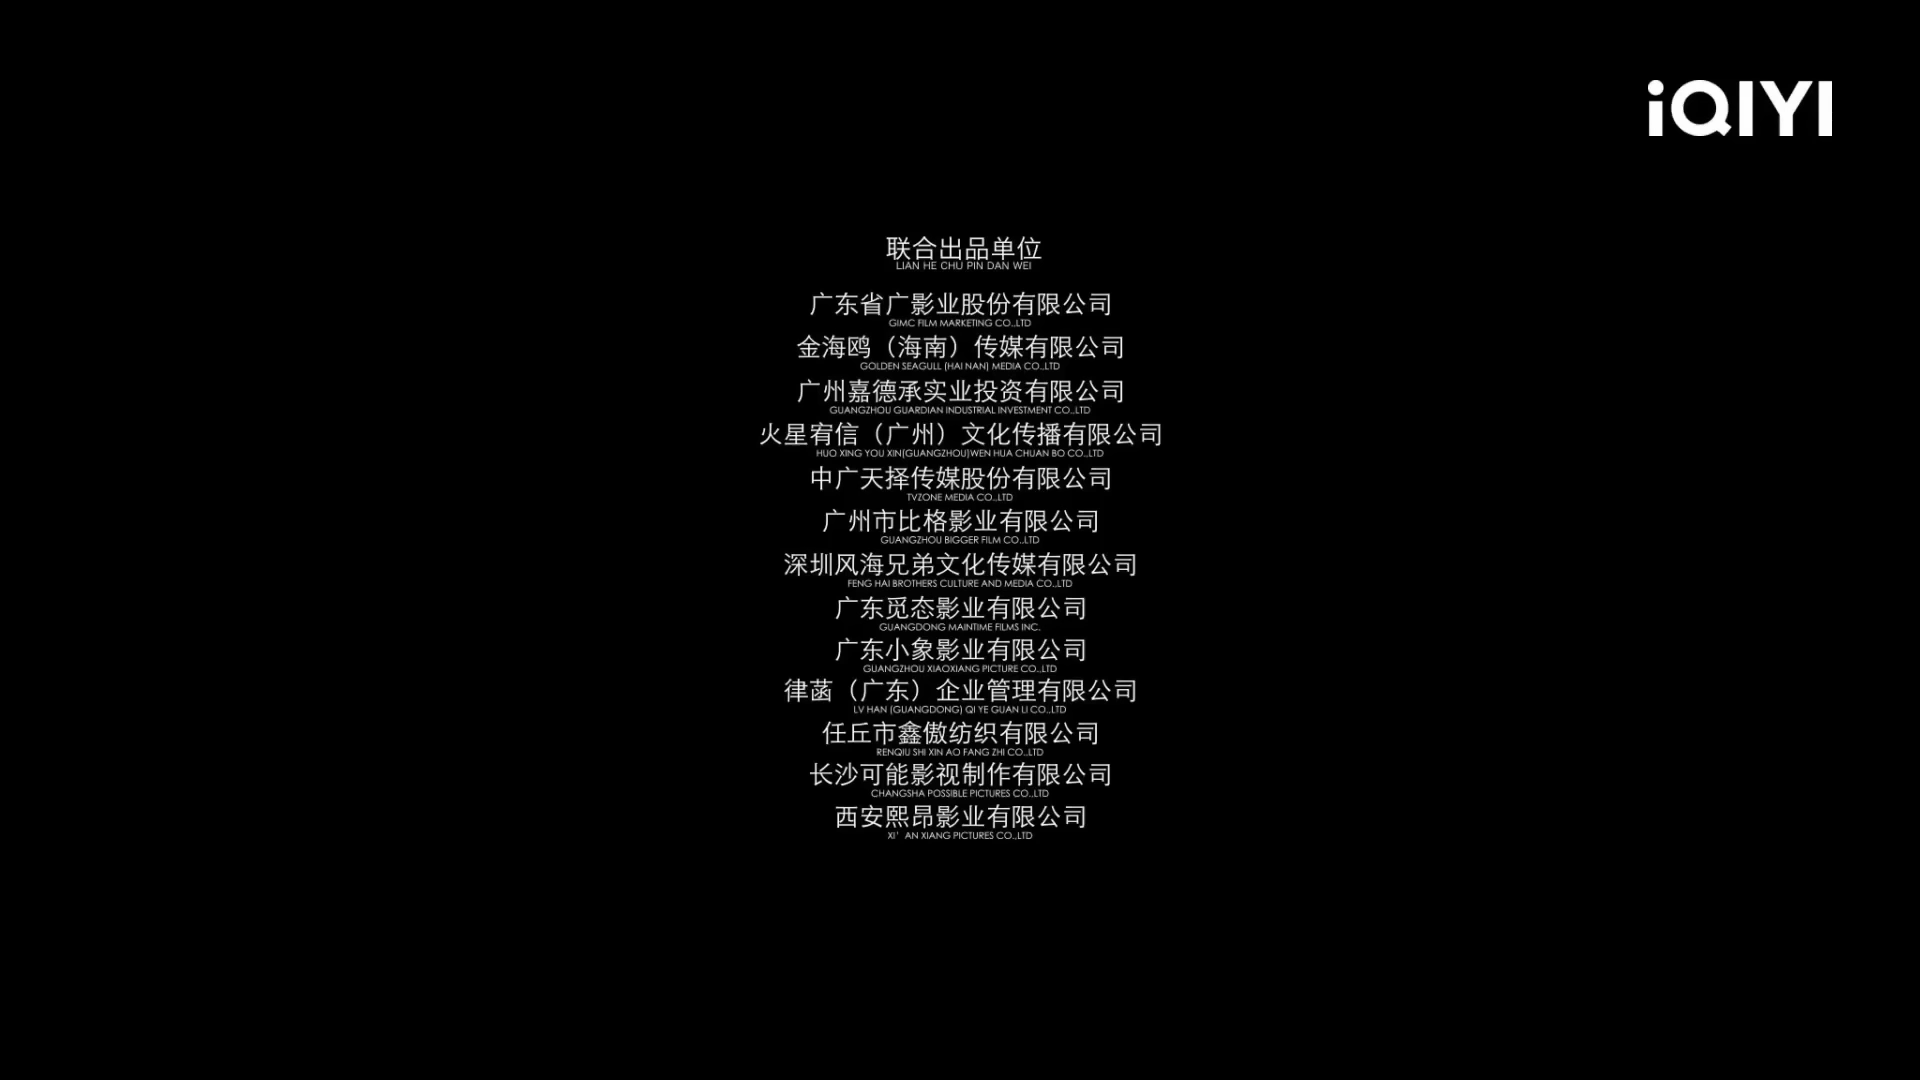 iQIYI
联合出品单位
LIAN HE CHU PIN DAN WEI
广东省广影业股份有限公司
GIMC FILM MARKETING CO.,LTD
金海鸥（海南）传媒有限公司
GOLDEN SEAGULL (HAI NAN) MEDIA CO.,LTD
广州嘉德承实业投资有限公司
GUANGZHOU GUARDIAN INDUSTRIAL INVESTMENT CO.,LTD
火星宥信（广州）文化传播有限公司
HUO XING YOU XIN(GUANGZHOU)WEN HUA CHUAN BO CO.,LTD
中广天择传媒股份有限公司
TVZONE MEDIA CO.,LTD
广州市比格影业有限公司
GUANGZHOU BIGGER FILM CO.,LTD
深圳风海兄弟文化传媒有限公司
FENG HAI BROTHERS CULTURE AND MEDIA CO.,LTD
广东觅态影业有限公司
GUANGDONG MAINTIME FILMS INC.
广东小象影业有限公司
GUANGZHOU XIAOXIANG PICTURE CO.,LTD
律菡（广东）企业管理有限公司
LV HAN (GUANGDONG) QI YE GUAN LI CO.,LTD
任丘市鑫傲纺织有限公司
RENQIU SHI XIN AO FANG ZHI CO.,LTD
长沙可能影视制作有限公司
CHANGSHA POSSIBLE PICTURES CO.,LTD
西安熙昂影业有限公司
XI' AN XIANG PICTURES CO.,LTD